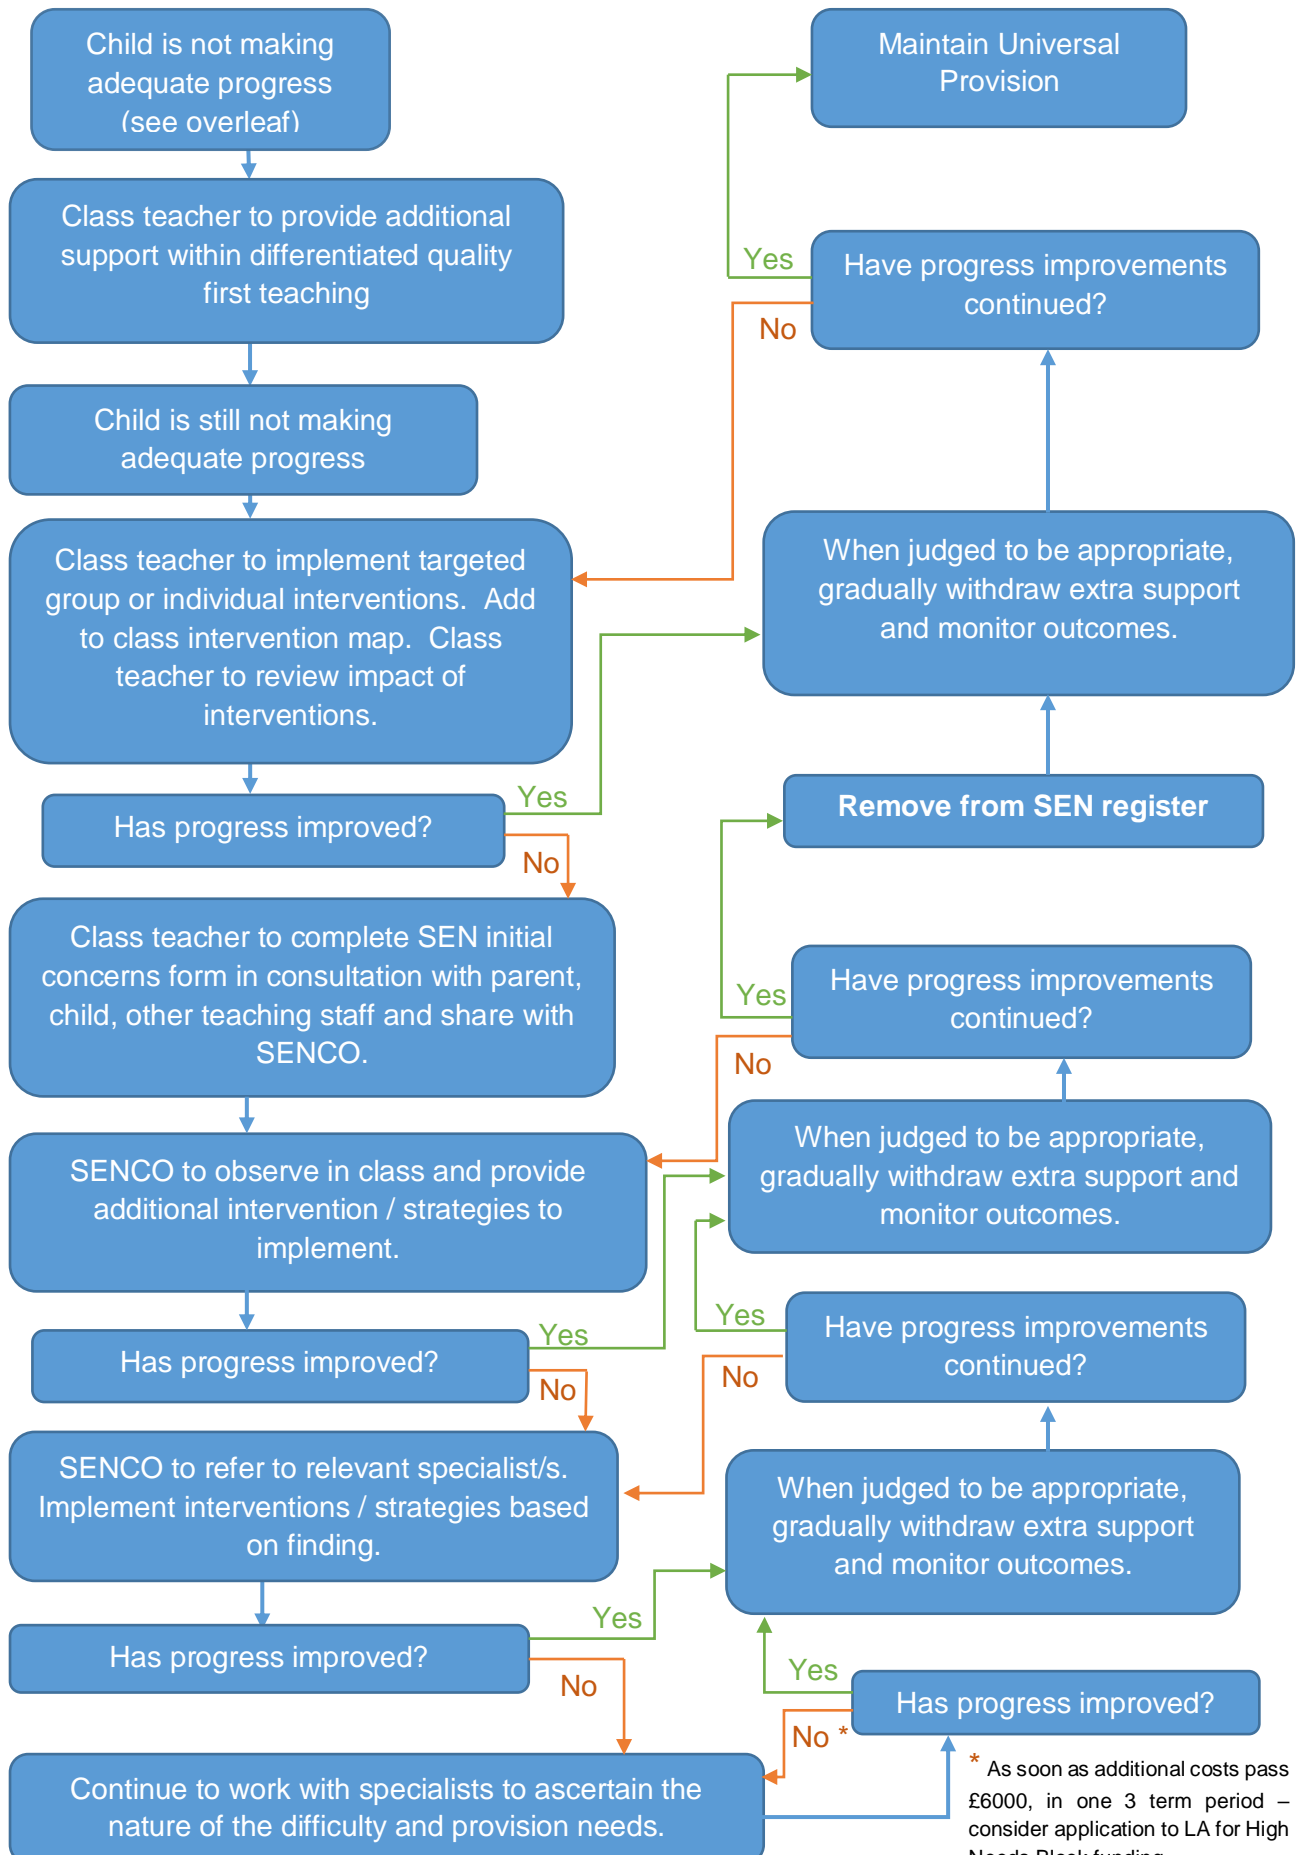 Child is not making
adequate progress
(see overleaf)
Class teacher to provide additional
support within differentiated quality
first teaching
Child is still not making
adequate progress
Class teacher to implement targeted
group or individual interventions.  Add
to class intervention map.  Class
teacher to review impact of
interventions.
Has progress improved?
Yes
No
Class teacher to complete SEN initial
concerns form in consultation with parent,
child, other teaching staff and share with
SENCO.
SENCO to observe in class and provide
additional intervention / strategies to
implement.
Has progress improved?
Yes
No
SENCO to refer to relevant specialist/s.
Implement interventions / strategies based
on finding.
Has progress improved?
Yes
No
Continue to work with specialists to ascertain the
nature of the difficulty and provision needs.
Maintain Universal
Provision
Yes
Have progress improvements
continued?
No
When judged to be appropriate,
gradually withdraw extra support
and monitor outcomes.
Remove from SEN register
Have progress improvements
continued?
Yes
No
When judged to be appropriate,
gradually withdraw extra support and
monitor outcomes.
Yes
Have progress improvements
continued?
No
When judged to be appropriate,
gradually withdraw extra support
and monitor outcomes.
Yes
Has progress improved?
No *
* As soon as additional costs pass
£6000, in one 3 term period –
consider application to LA for High
Needs Block funding